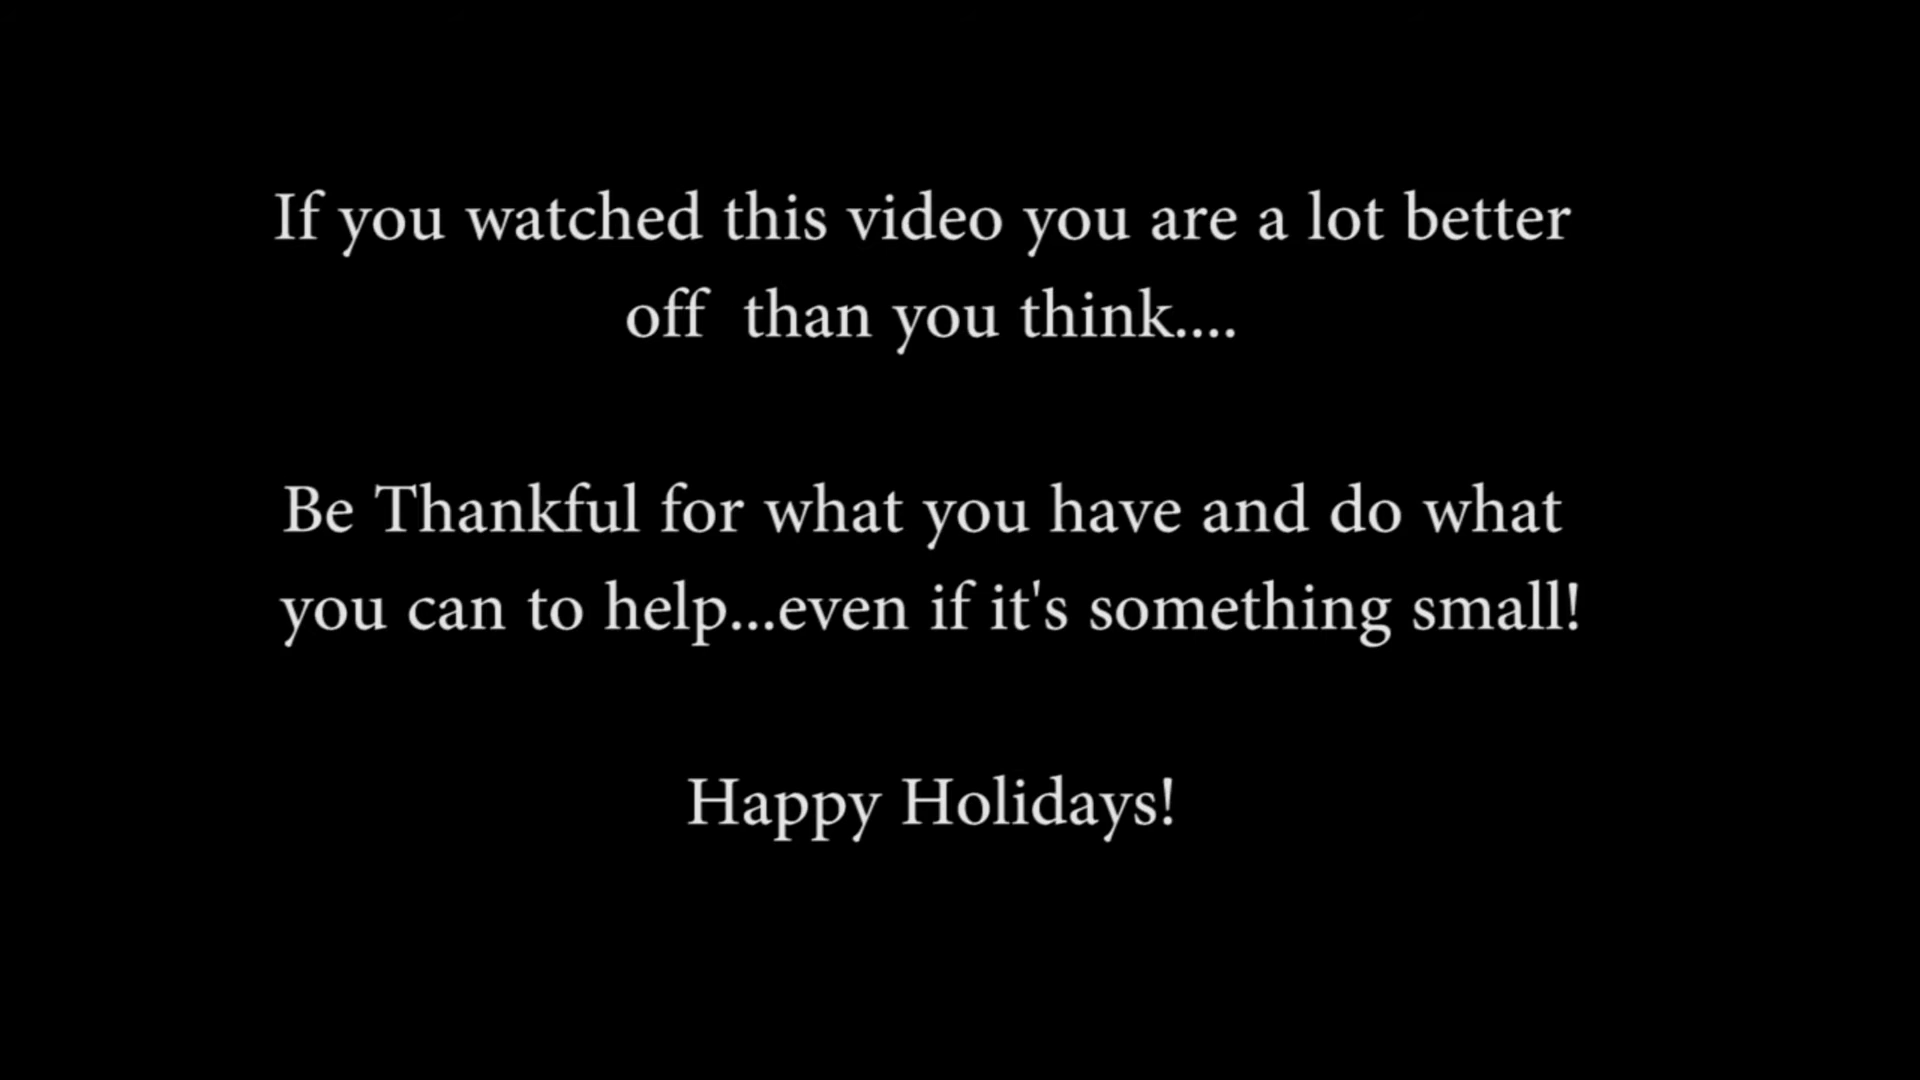 If you watched this video you are a lot better
off  than you think....
Be Thankful for what you have and do what
you can to help...even if it's something small!
Happy Holidays!